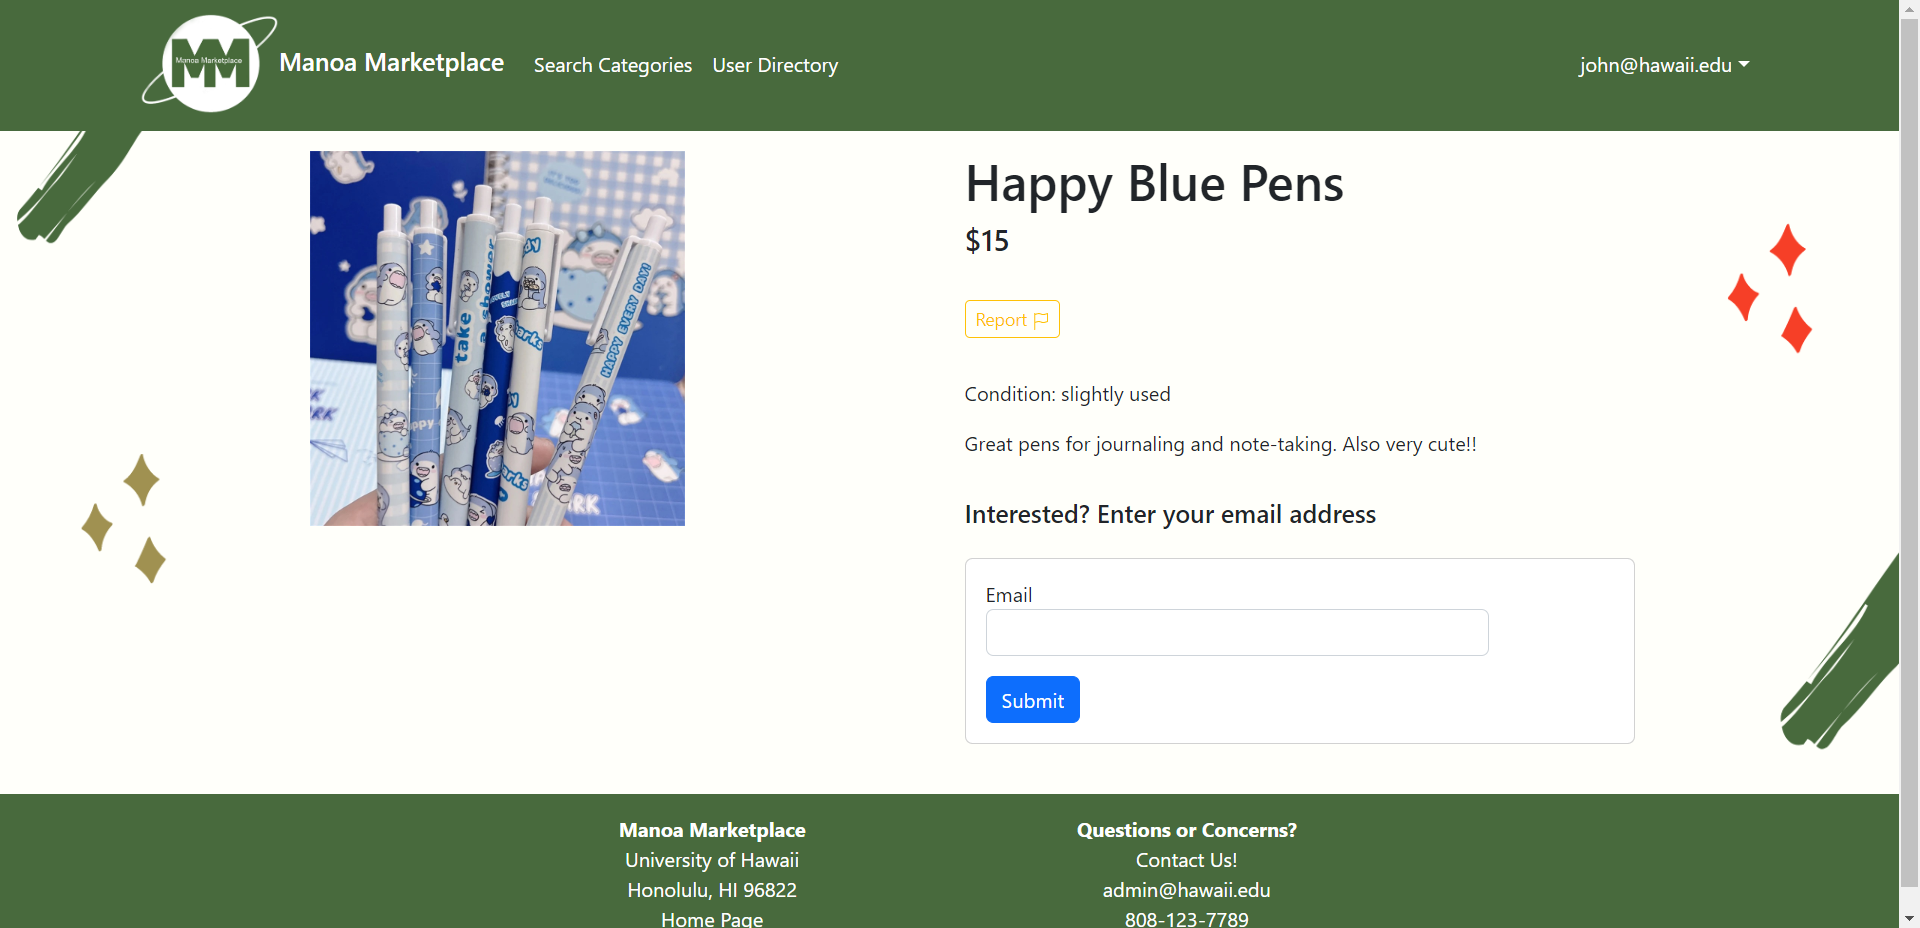 MM
Manoa Marketplace
Manoa Marketplace
Search Categories
User Directory
john@hawaii.edu
take
a shower
HAPPY EVERY DAY!
Happy Blue Pens
$15
Report
Condition: slightly used
Great pens for journaling and note-taking. Also very cute!!
Interested? Enter your email address
Email
Submit
Manoa Marketplace
University of Hawaii
Honolulu, HI 96822
Home Page
Questions or Concerns?
Contact Us!
admin@hawaii.edu
808-123-7789